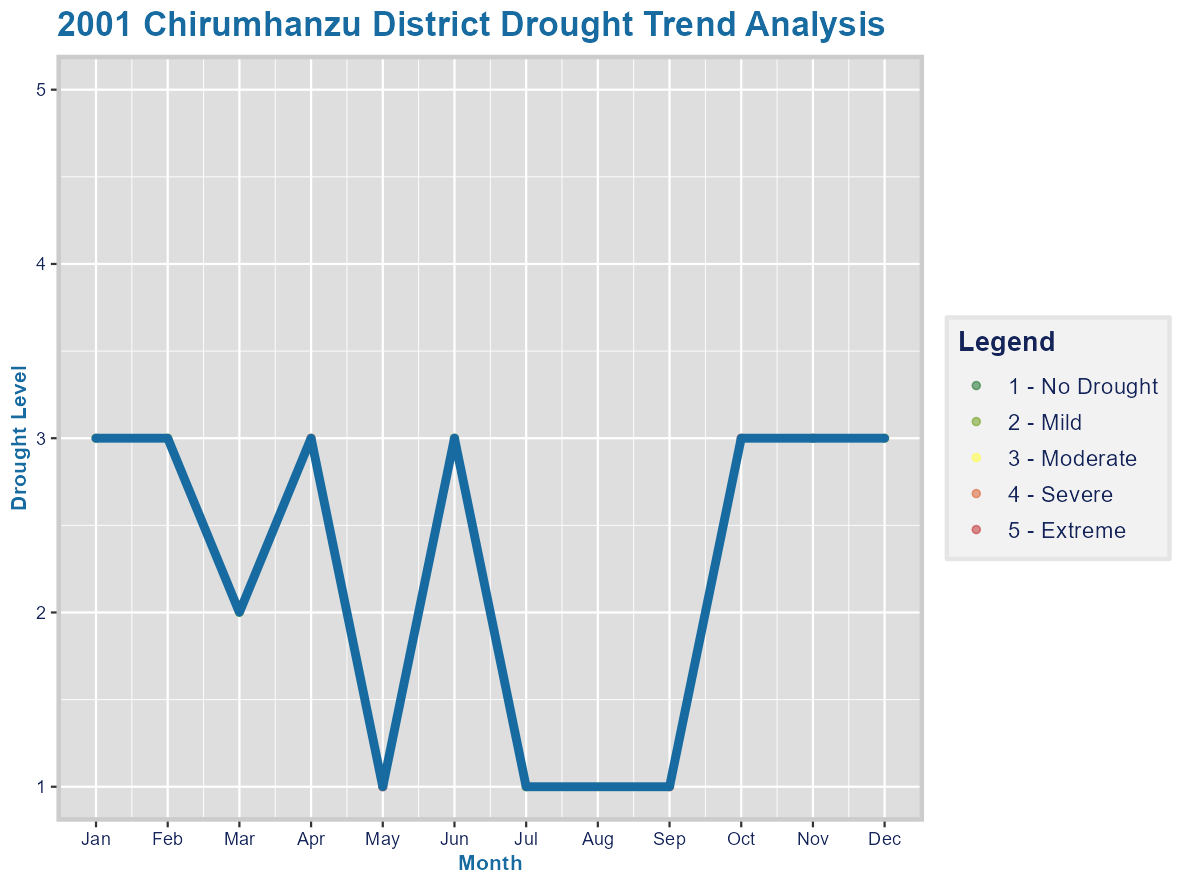 2001 Chirumhanzu District Drought Trend Analysis
5
4
3
2
1
Drought Level
Jan Feb Mar Apr May Jun Jul Aug Sep Oct Nov Dec
Month
Legend
1 - No Drought
2 - Mild
3 - Moderate
4 - Severe
5 - Extreme